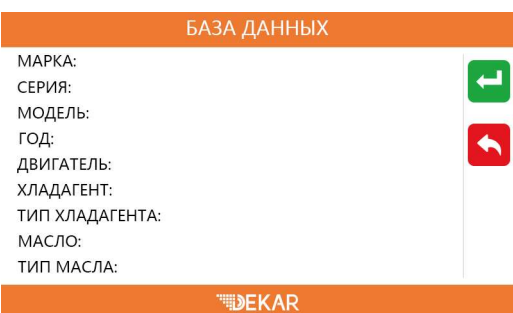 БАЗА ДАННЫХ
МАРКА:
СЕРИЯ:
МОДЕЛЬ:
ГОД:
ДВИГАТЕЛЬ:
ХЛАДАГЕНТ:
ТИП ХЛАДАГЕНТА:
МАСЛО:
ТИП МАСЛА:
DEKAR